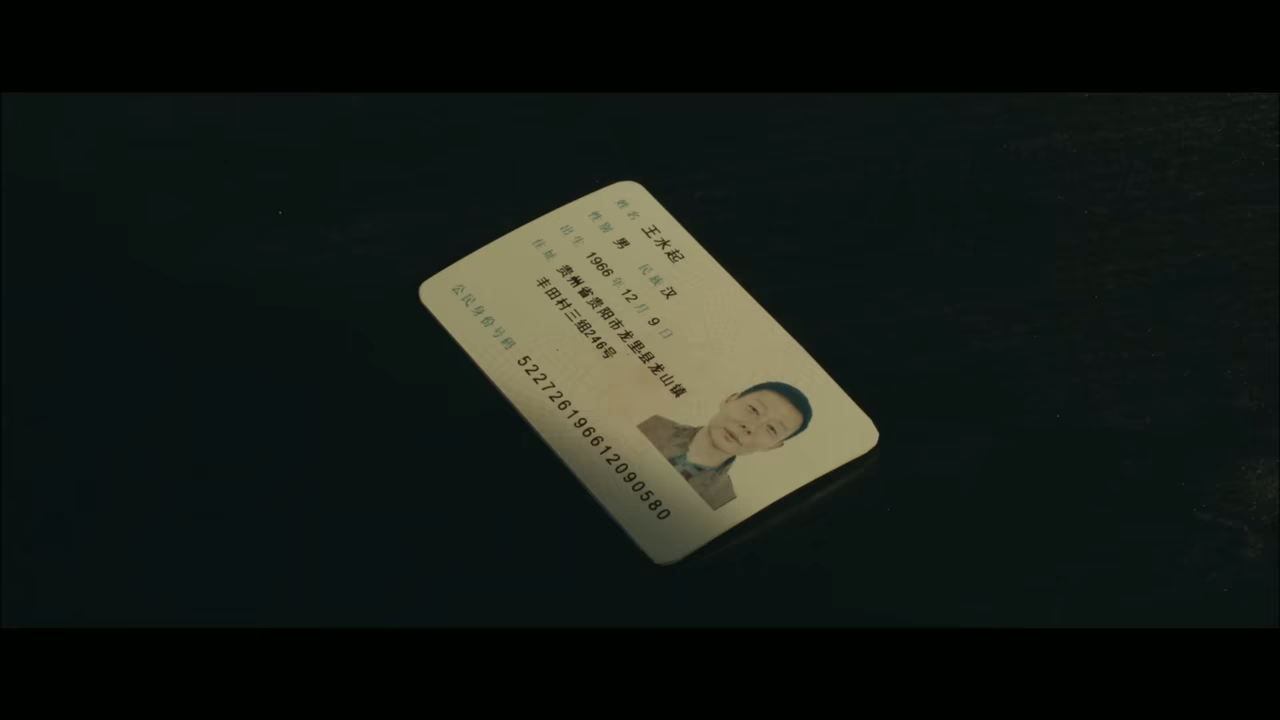 姓名 王水起
性别 男 民族 汉
出生 1966 年 12 月 9 日
住址 贵州省贵阳市龙里县龙山镇
丰田村三组246号
公民身份号码 522726196612090580